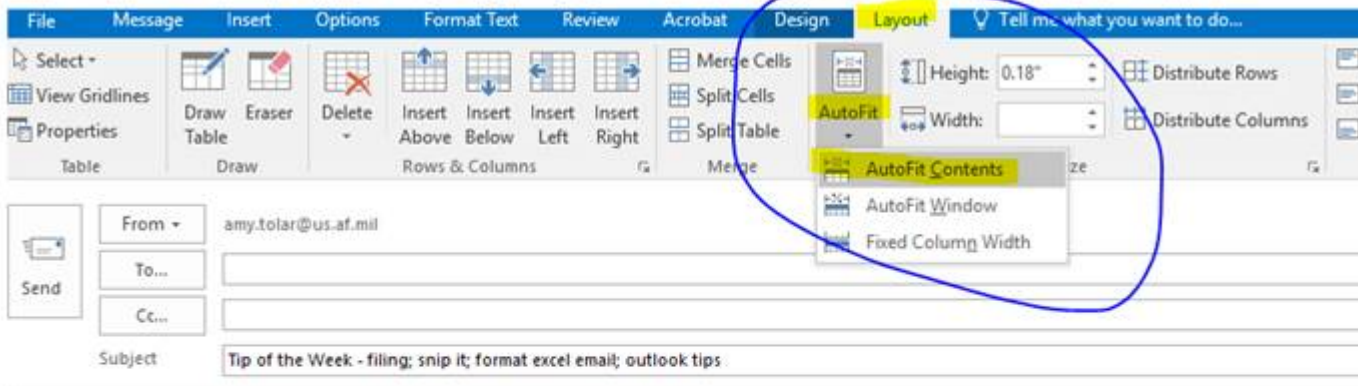 File Message Insert Options Format Text Review Acrobat Design Layout Tell me what you want to do...
Select
View Gridlines
Properties
Table
Draw Table
Eraser
Draw
Delete
Insert Above
Insert Below
Insert Left
Insert Right
Rows & Columns
Merge Cells
Split Cells
Split Table
Merge
AutoFit
Height: 0.18"
Width:
Distribute Rows
Distribute Columns
ze
AutoFit Contents
AutoFit Window
Fixed Column Width
Send
From amy.tolar@us.af.mil
To...
Cc...
Subject Tip of the Week - filing; snip it; format excel email; outlook tips